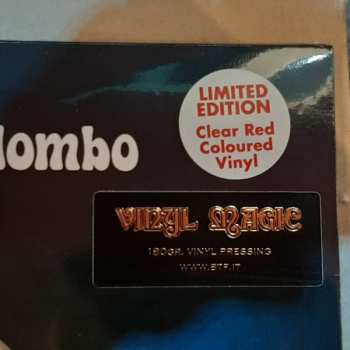 lombo
LIMITED
EDITION
Clear Red
Coloured
Vinyl
VINYL MAGIC
180GR. VINYL PRESSING
WWW.BTF.IT